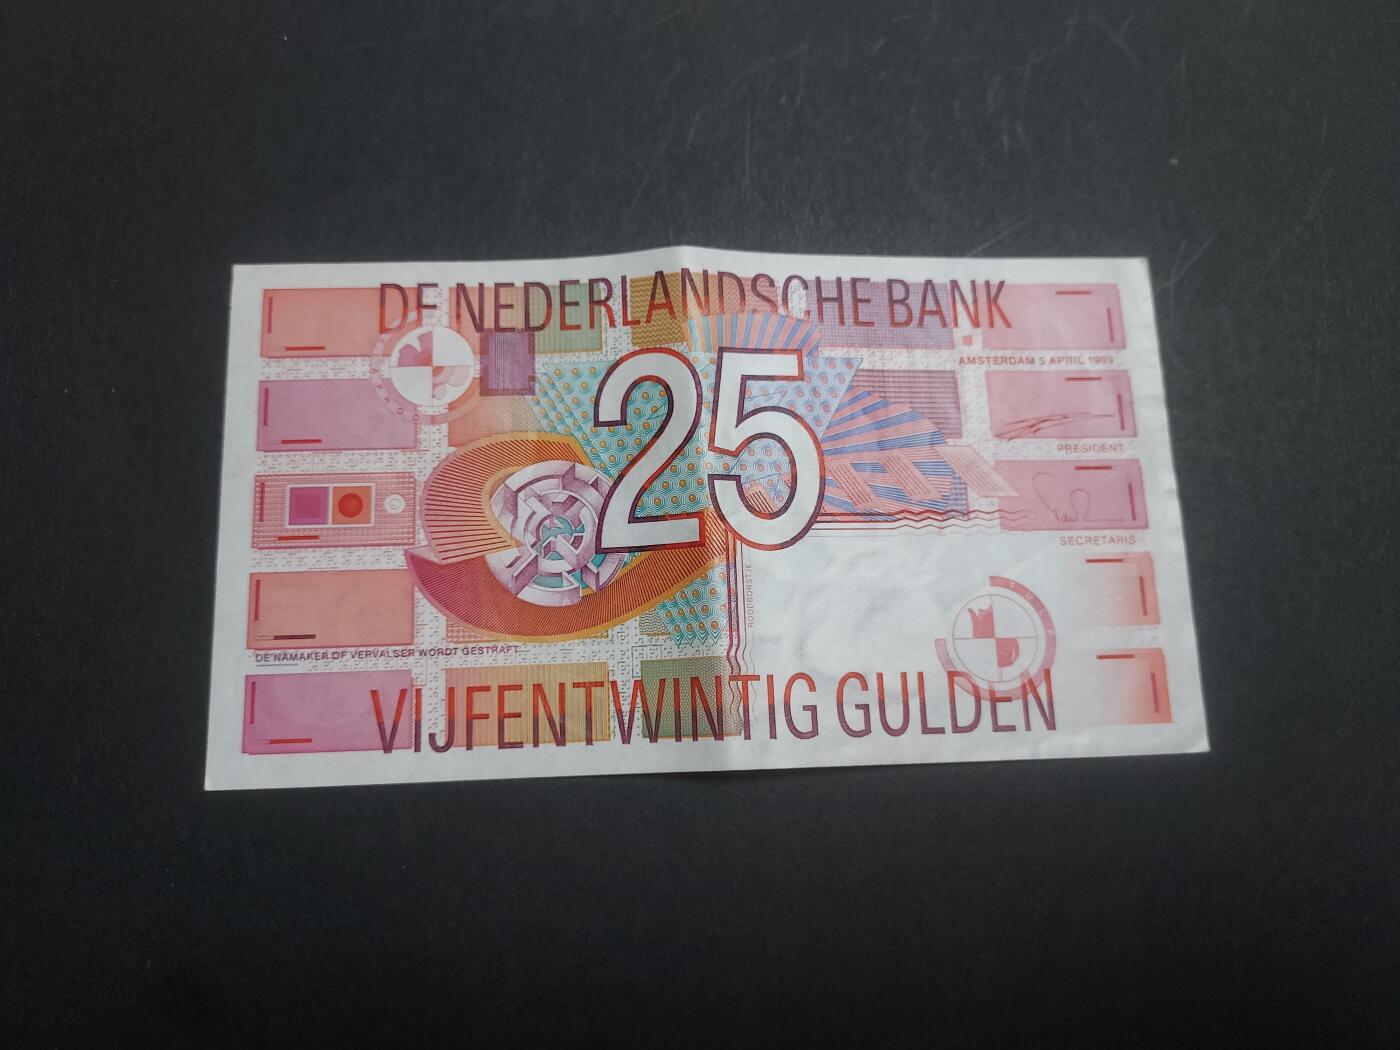 DE NEDERLANDSCHE BANK
25
AMSTERDAM 5 APRIL 1989
PRESIDENT
SECRETARIS
ROODBORSTJE
DE NAMAKER OF VERVALSER WORDT GESTRAFT
VIJFENTWINTIG GULDEN